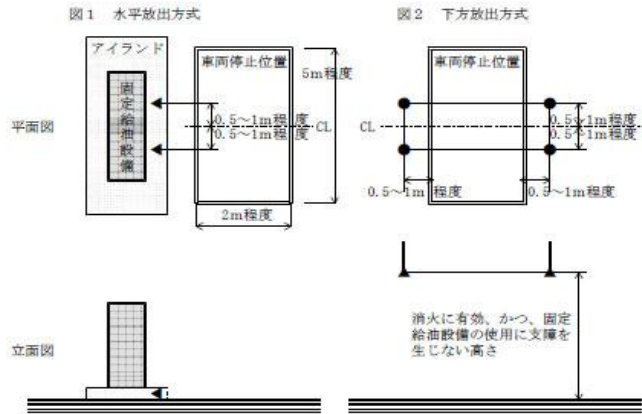 図1 水平放出方式
図2 下方放出方式
アイランド
固定給油設備
車両停止位置
5m程度
0.5～1m程度
0.5～1m程度
CL
2m程度
平面図
車両停止位置
CL
0.5～1m程度
0.5～1m程度
0.5～1m程度
0.5～1m程度
立面図
消火に有効、かつ、固定
給油設備の使用に支障を
生じない高さ